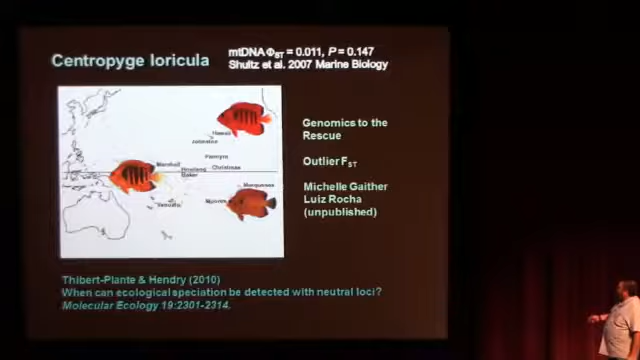 Centropyge loricula
mtDNA ΦST = 0.011, P = 0.147
Shultz et al. 2007 Marine Biology
Genomics to the
Rescue
Outlier FST
Michelle Gaither
Luiz Rocha
(unpublished)
Hawaii
Johnston
Palmyra
Marshall
Christmas
Howland
Baker
Marquesas
Moorea
Vanuatu
Thibert-Plante & Hendry (2010)
When can ecological speciation be detected with neutral loci?
Molecular Ecology 19:2301-2314.